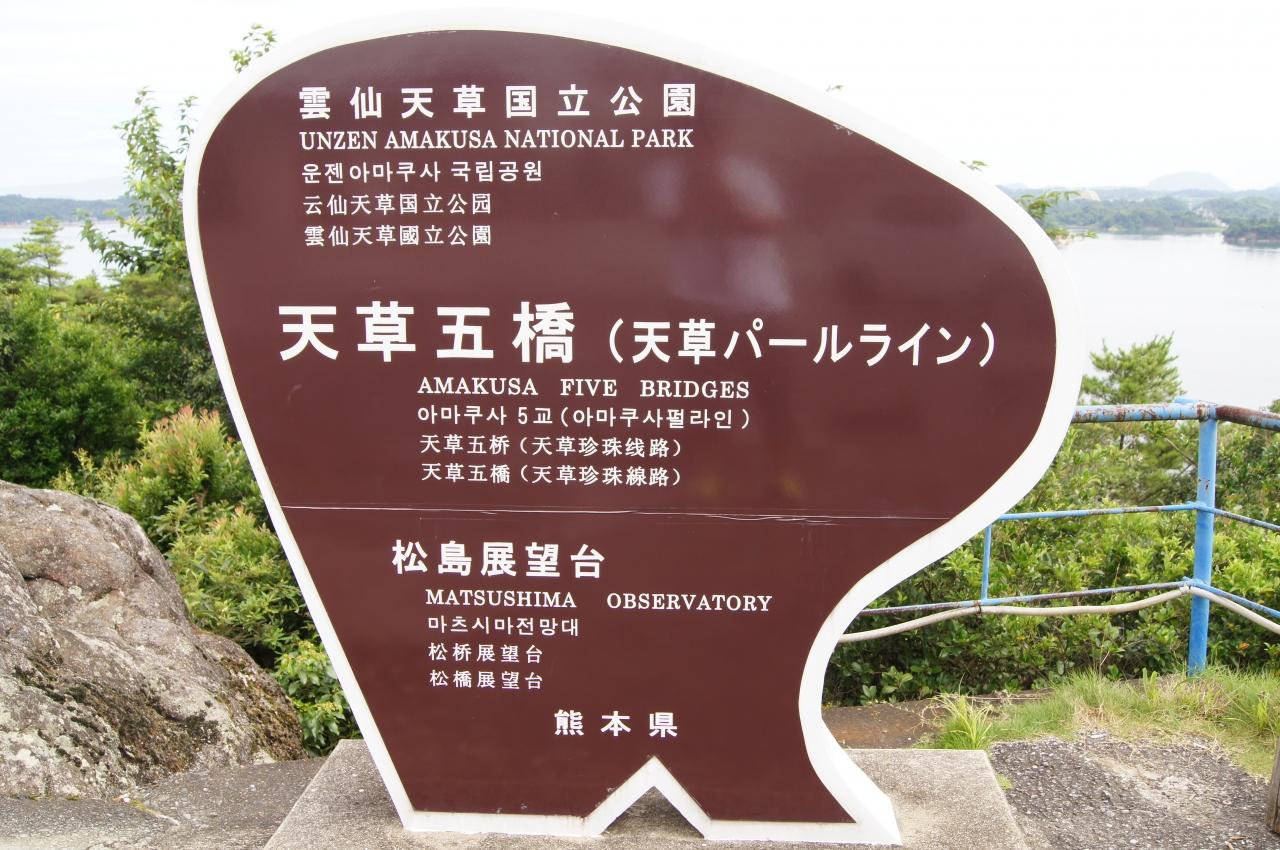 雲仙天草国立公園
UNZEN AMAKUSA NATIONAL PARK
운젠아마쿠사 국립공원
云仙天草国立公园
雲仙天草國立公園
天草五橋(天草パールライン)
AMAKUSA FIVE BRIDGES
아마쿠사 5교(아마쿠사펄라인)
天草五桥(天草珍珠线路)
天草五橋(天草珍珠線路)
松島展望台
MATSUSHIMA OBSERVATORY
마츠시마전망대
松桥展望台
松橋展望台
熊本県